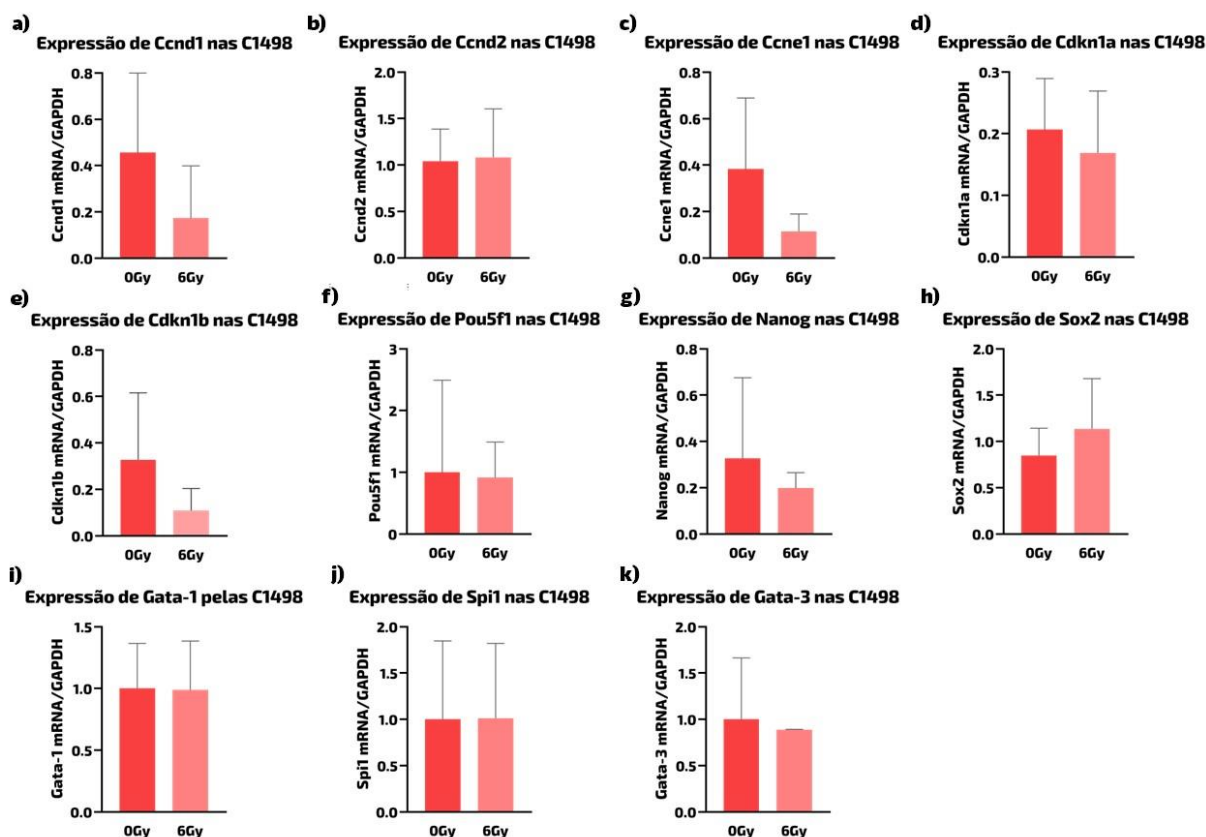 a)
Expressão de Ccnd1 nas C1498
Ccnd1 mRNA/GAPDH
0.8
0.6
0.4
0.2
0.0
0Gy 6Gy
b)
Expressão de Ccnd2 nas C1498
Ccnd2 mRNA/GAPDH
2.0
1.5
1.0
0.5
0.0
0Gy 6Gy
c)
Expressão de Ccne1 nas C1498
Ccne1 mRNA/GAPDH
0.8
0.6
0.4
0.2
0.0
0Gy 6Gy
d)
Expressão de Cdkn1a nas C1498
Cdkn1a mRNA/GAPDH
0.3
0.2
0.1
0.0
0Gy 6Gy
e)
Expressão de Cdkn1b nas C1498
Cdkn1b mRNA/GAPDH
0.8
0.6
0.4
0.2
0.0
0Gy 6Gy
f)
Expressão de Pou5f1 nas C1498
Pou5f1 mRNA/GAPDH
3
2
1
0
0Gy 6Gy
g)
Expressão de Nanog nas C1498
Nanog mRNA/GAPDH
0.8
0.6
0.4
0.2
0.0
0Gy 6Gy
h)
Expressão de Sox2 nas C1498
Sox2 mRNA/GAPDH
2.0
1.5
1.0
0.5
0.0
0Gy 6Gy
i)
Expressão de Gata-1 pelas C1498
Gata-1 mRNA/GAPDH
1.5
1.0
0.5
0.0
0Gy 6Gy
j)
Expressão de Spi1 nas C1498
Spi1 mRNA/GAPDH
2.0
1.5
1.0
0.5
0.0
0Gy 6Gy
k)
Expressão de Gata-3 nas C1498
Gata-3 mRNA/GAPDH
2.0
1.5
1.0
0.5
0.0
0Gy 6Gy